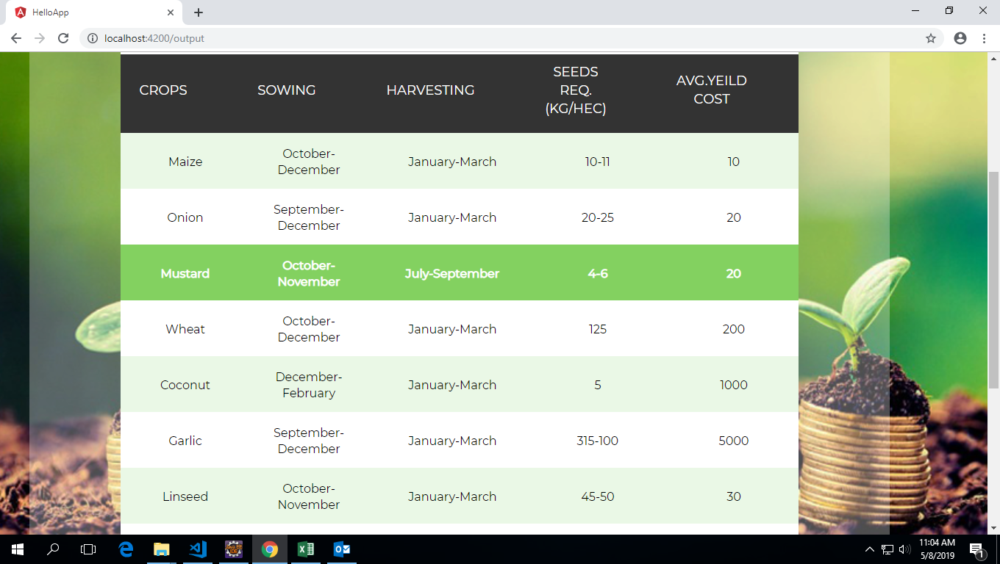 HelloApp
localhost:4200/output
CROPS SOWING HARVESTING SEEDS REQ. (KG/HEC) AVG.YEILD COST
Maize October-December January-March 10-11 10
Onion September-December January-March 20-25 20
Mustard October-November July-September 4-6 20
Wheat October-December January-March 125 200
Coconut December-February January-March 5 1000
Garlic September-December January-March 315-100 5000
Linseed October-November January-March 45-50 30
11:04 AM
5/8/2019
1